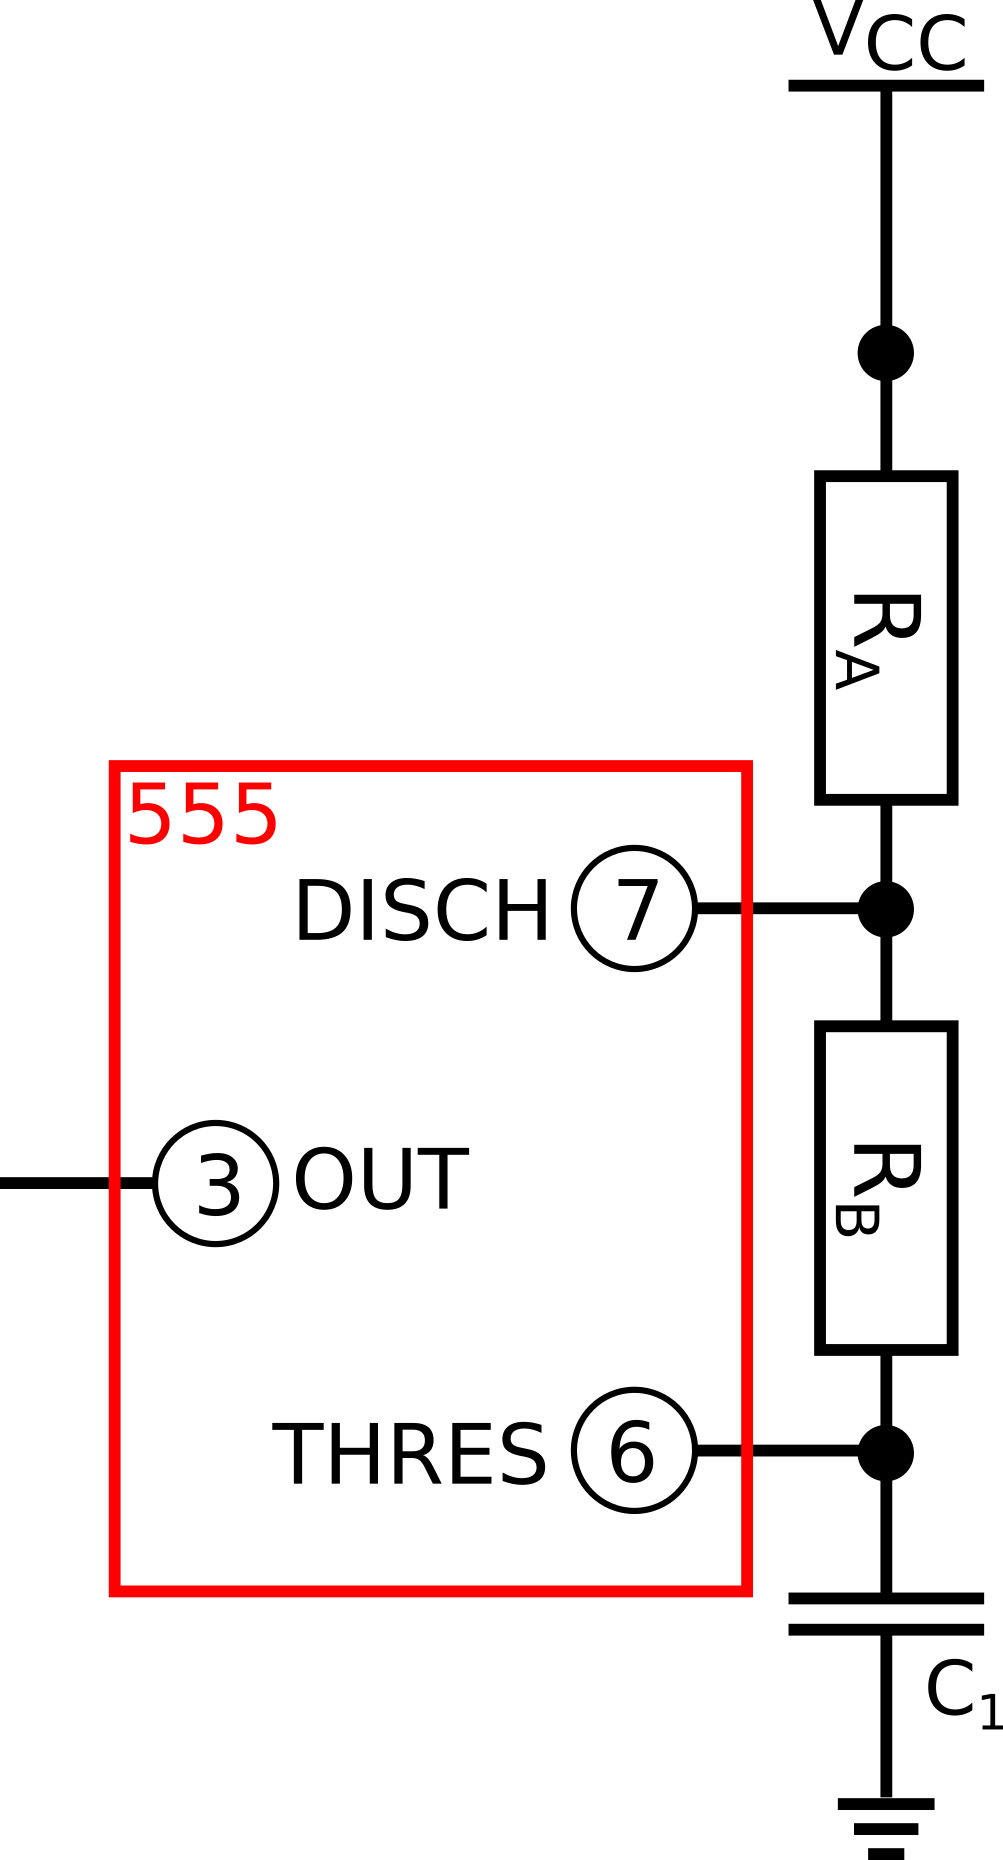 VCC
RA
555
DISCH 7
RB
3 OUT
THRES 6
C1